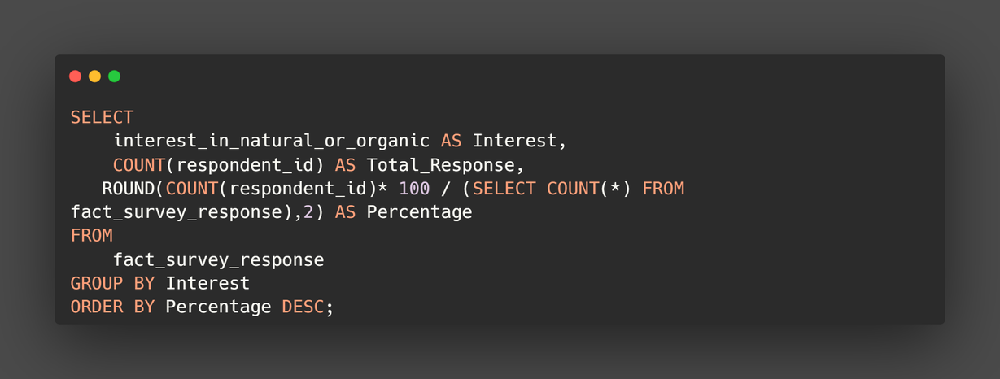 SELECT
    interest_in_natural_or_organic AS Interest,
    COUNT(respondent_id) AS Total_Response,
   ROUND(COUNT(respondent_id)* 100 / (SELECT COUNT(*) FROM
fact_survey_response),2) AS Percentage
FROM
    fact_survey_response
GROUP BY Interest
ORDER BY Percentage DESC;